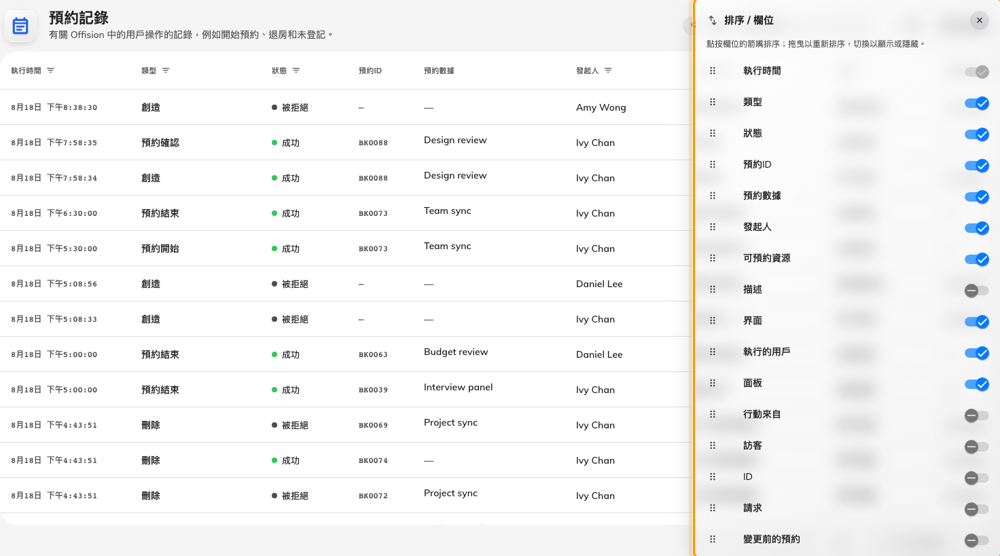 預約記錄
有關 Offision 中的用戶操作的記錄，例如開始預約、退房和未登記。
執行時間 類型 狀態 預約ID 預約數據 發起人
8月18日 下午8:38:30 創造 被拒絕 – — Amy Wong
8月18日 下午7:58:35 預約確認 成功 BK0088 Design review Ivy Chan
8月18日 下午7:58:34 創造 成功 BK0088 Design review Ivy Chan
8月18日 下午6:30:00 預約結束 成功 BK0073 Team sync Ivy Chan
8月18日 下午5:30:00 預約開始 成功 BK0073 Team sync Ivy Chan
8月18日 下午5:08:56 創造 被拒絕 – — Daniel Lee
8月18日 下午5:08:33 創造 被拒絕 – — Ivy Chan
8月18日 下午5:00:00 預約結束 成功 BK0063 Budget review Daniel Lee
8月18日 下午5:00:00 預約結束 成功 BK0039 Interview panel Ivy Chan
8月18日 下午4:43:51 刪除 被拒絕 BK0069 Project sync Ivy Chan
8月18日 下午4:43:51 刪除 成功 BK0074 — Ivy Chan
8月18日 下午4:43:51 刪除 被拒絕 BK0072 Project sync Ivy Chan
排序 / 欄位
點按欄位的箭嘴排序；拖曳以重新排序，切換以顯示或隱藏。
執行時間
類型
狀態
預約ID
預約數據
發起人
可預約資源
描述
界面
執行的用戶
面板
行動來自
訪客
ID
請求
變更前的預約